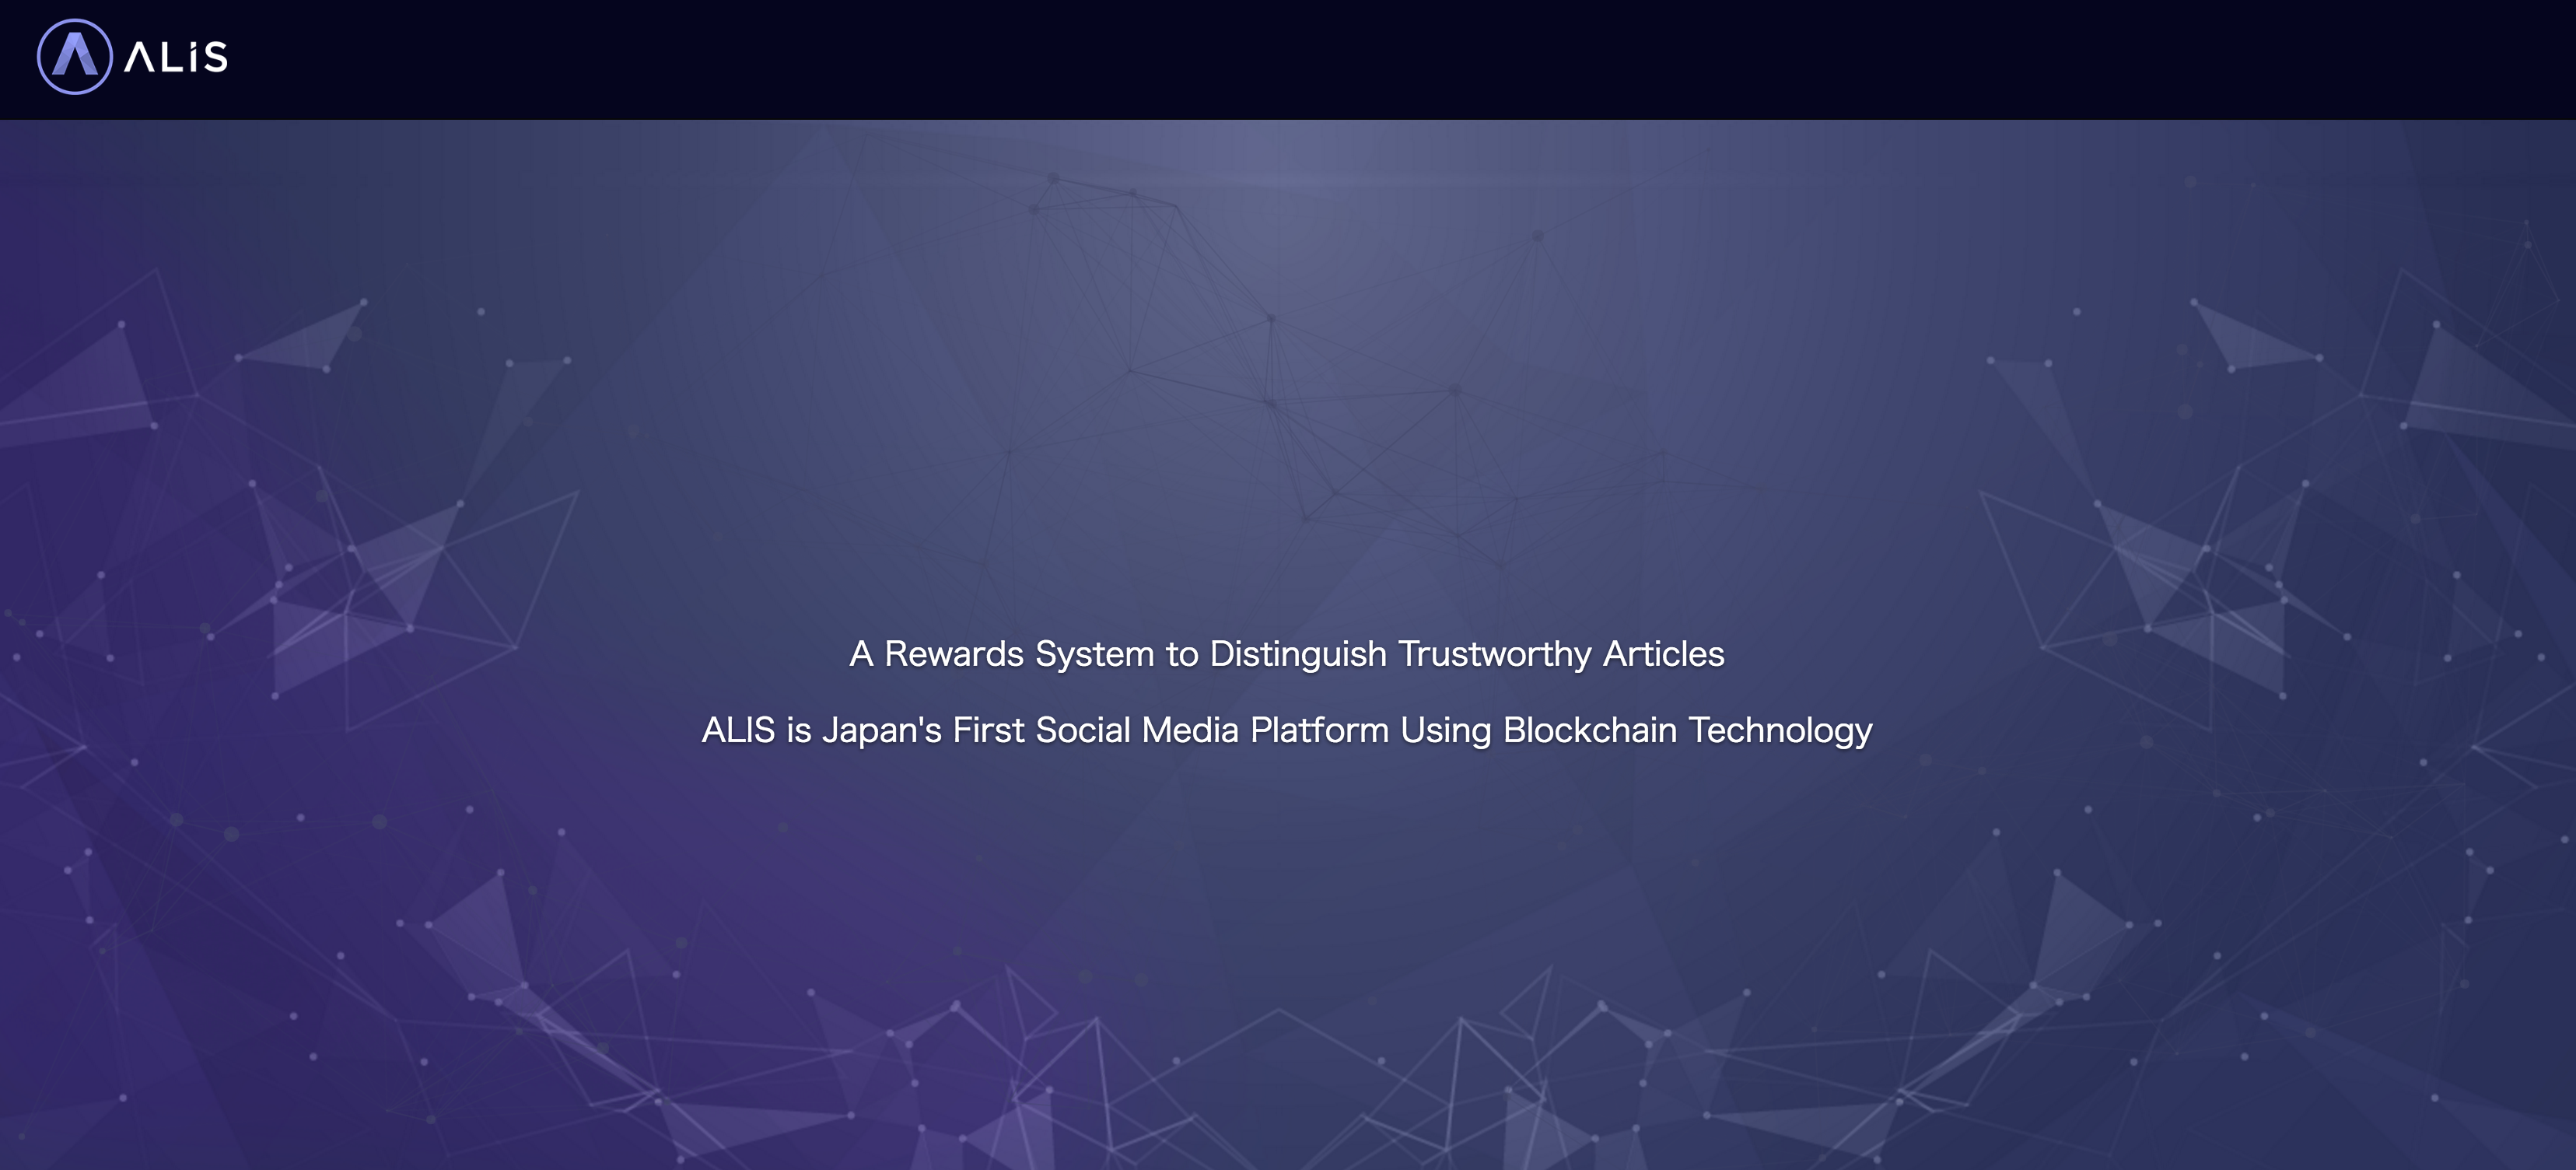 ALiS
A Rewards System to Distinguish Trustworthy Articles
ALIS is Japan's First Social Media Platform Using Blockchain Technology